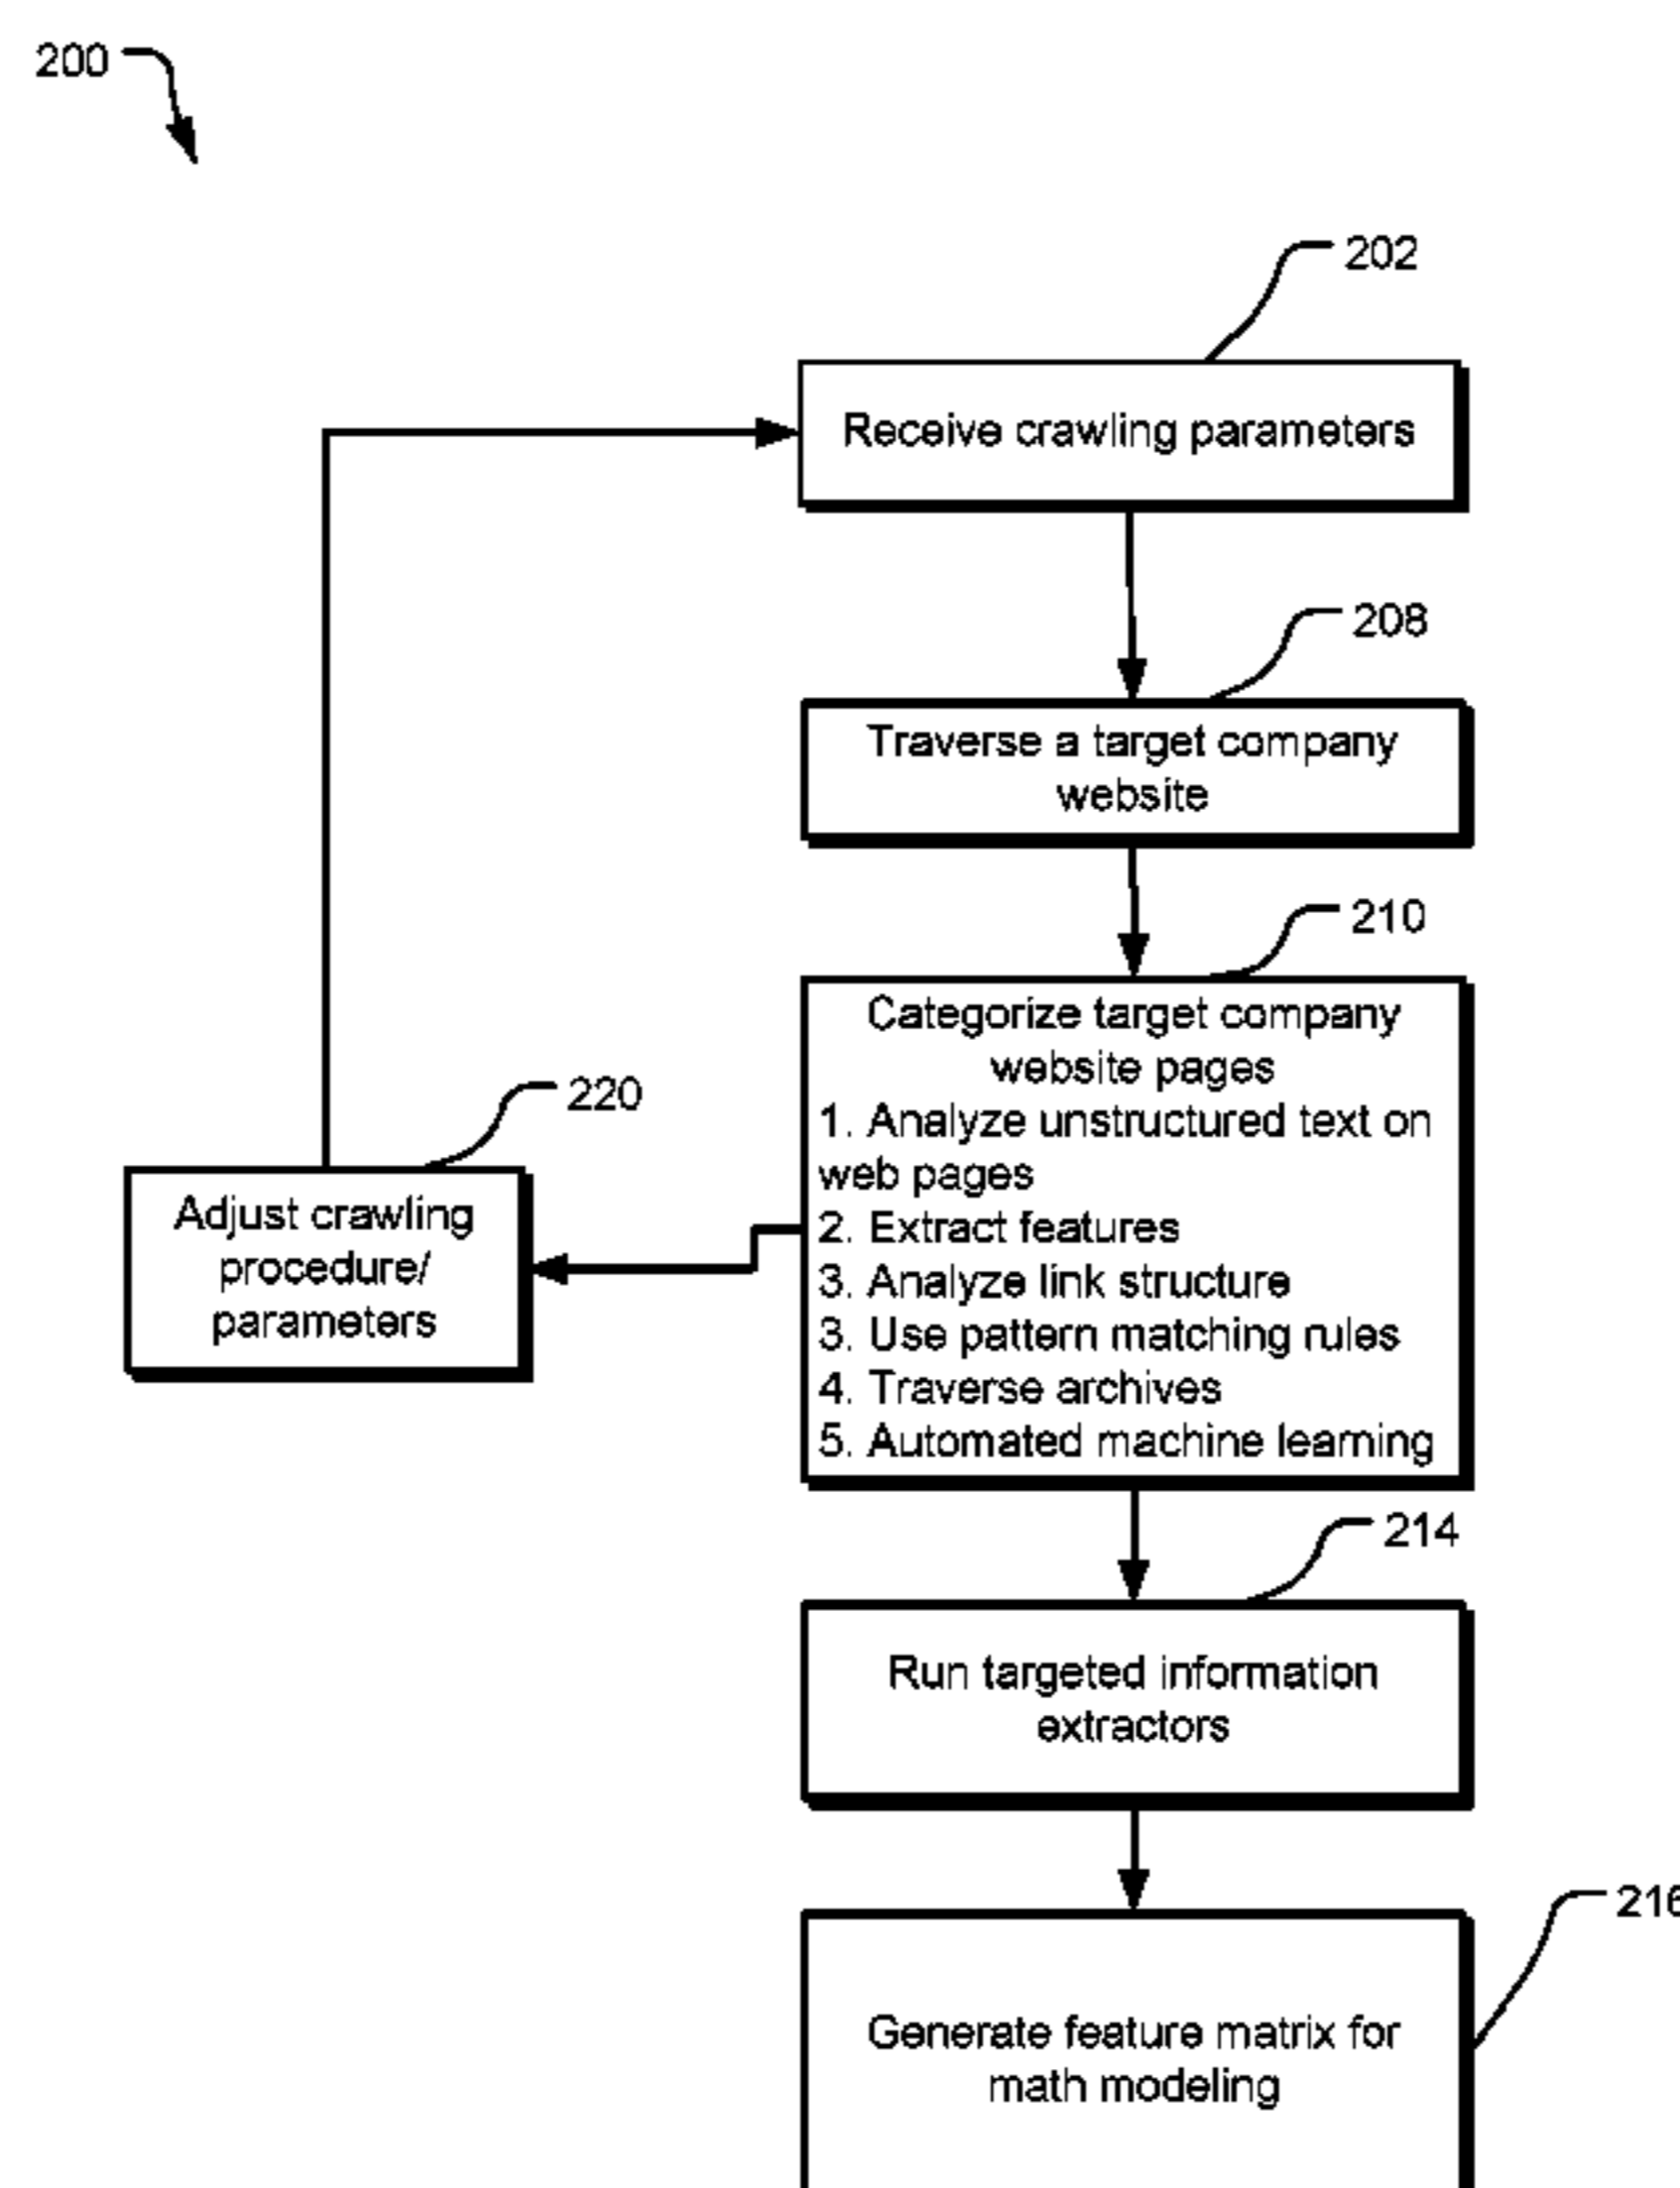 200
202
Receive crawling parameters
208
Traverse a target company
website
210
Categorize target company
website pages
1. Analyze unstructured text on
web pages
2. Extract features
3. Analyze link structure
3. Use pattern matching rules
4. Traverse archives
5. Automated machine learning
220
Adjust crawling
procedure/
parameters
214
Run targeted information
extractors
216
Generate feature matrix for
math modeling